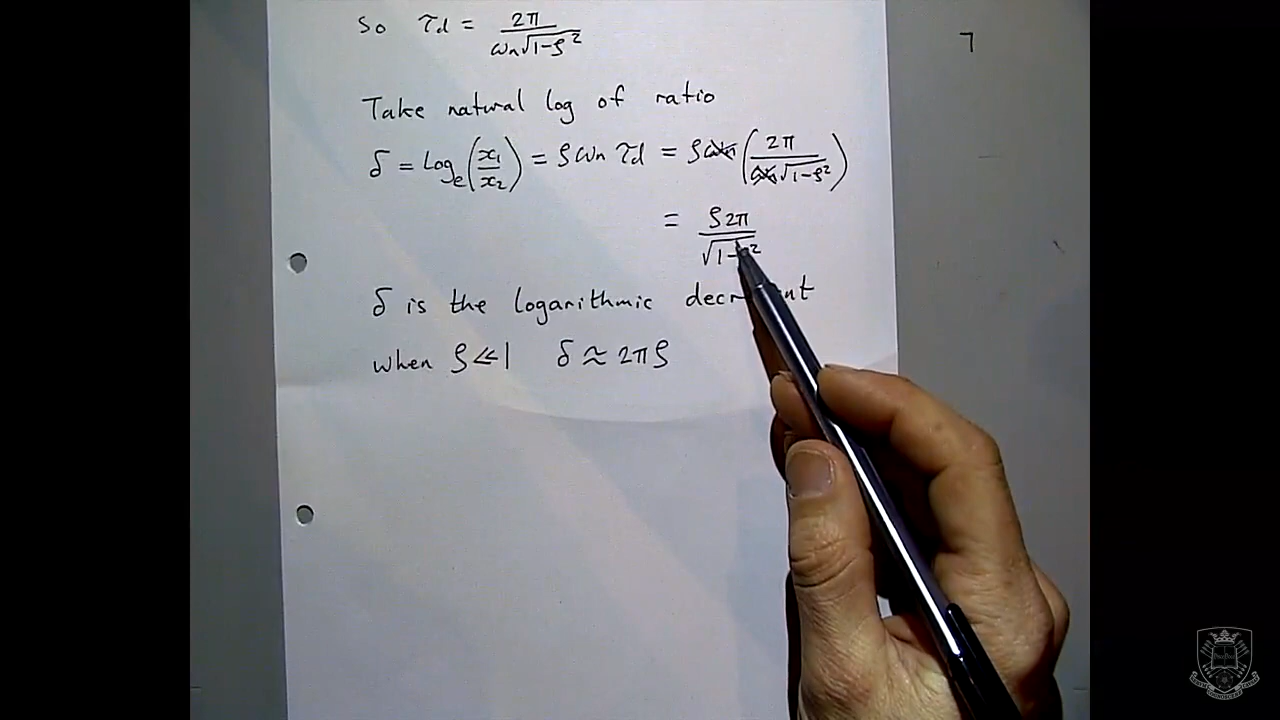 So τd = 2π / ωn√1-ζ²
7
Take natural log of ratio
δ = Logₑ(x₁/x₂) = ζωn τd = ζωn (2π / ωn√1-ζ²)
= ζ2π / √1-ζ²
δ is the logarithmic
when ζ ≪ 1 δ ≈ 2πζ